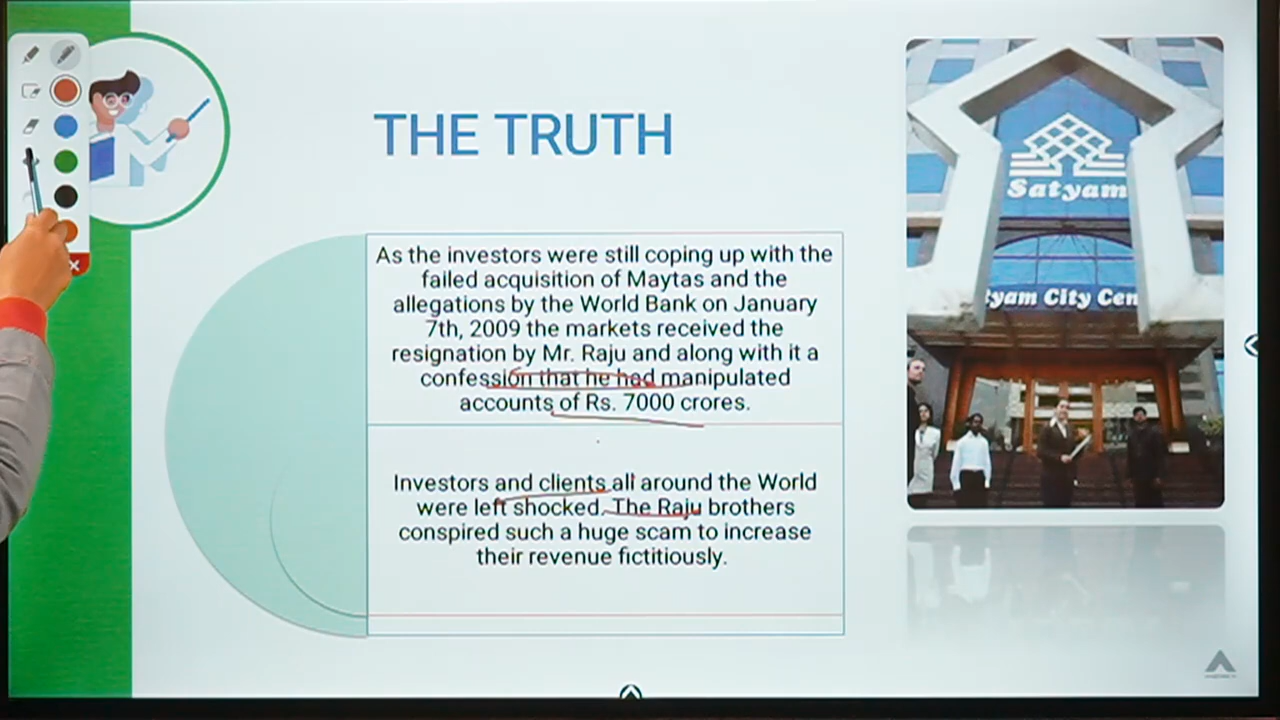 THE TRUTH
As the investors were still coping up with the
failed acquisition of Maytas and the
allegations by the World Bank on January
7th, 2009 the markets received the
resignation by Mr. Raju and along with it a
confession that he had manipulated
accounts of Rs. 7000 crores.
Investors and clients all around the World
were left shocked. The Raju brothers
conspired such a huge scam to increase
their revenue fictitiously.
Satyam
tyam City Cen